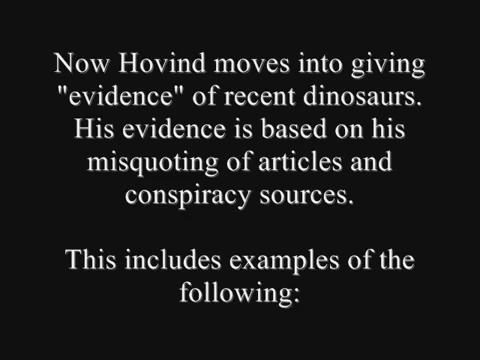 Now Hovind moves into giving
"evidence" of recent dinosaurs.
His evidence is based on his
misquoting of articles and
conspiracy sources.
This includes examples of the
following: